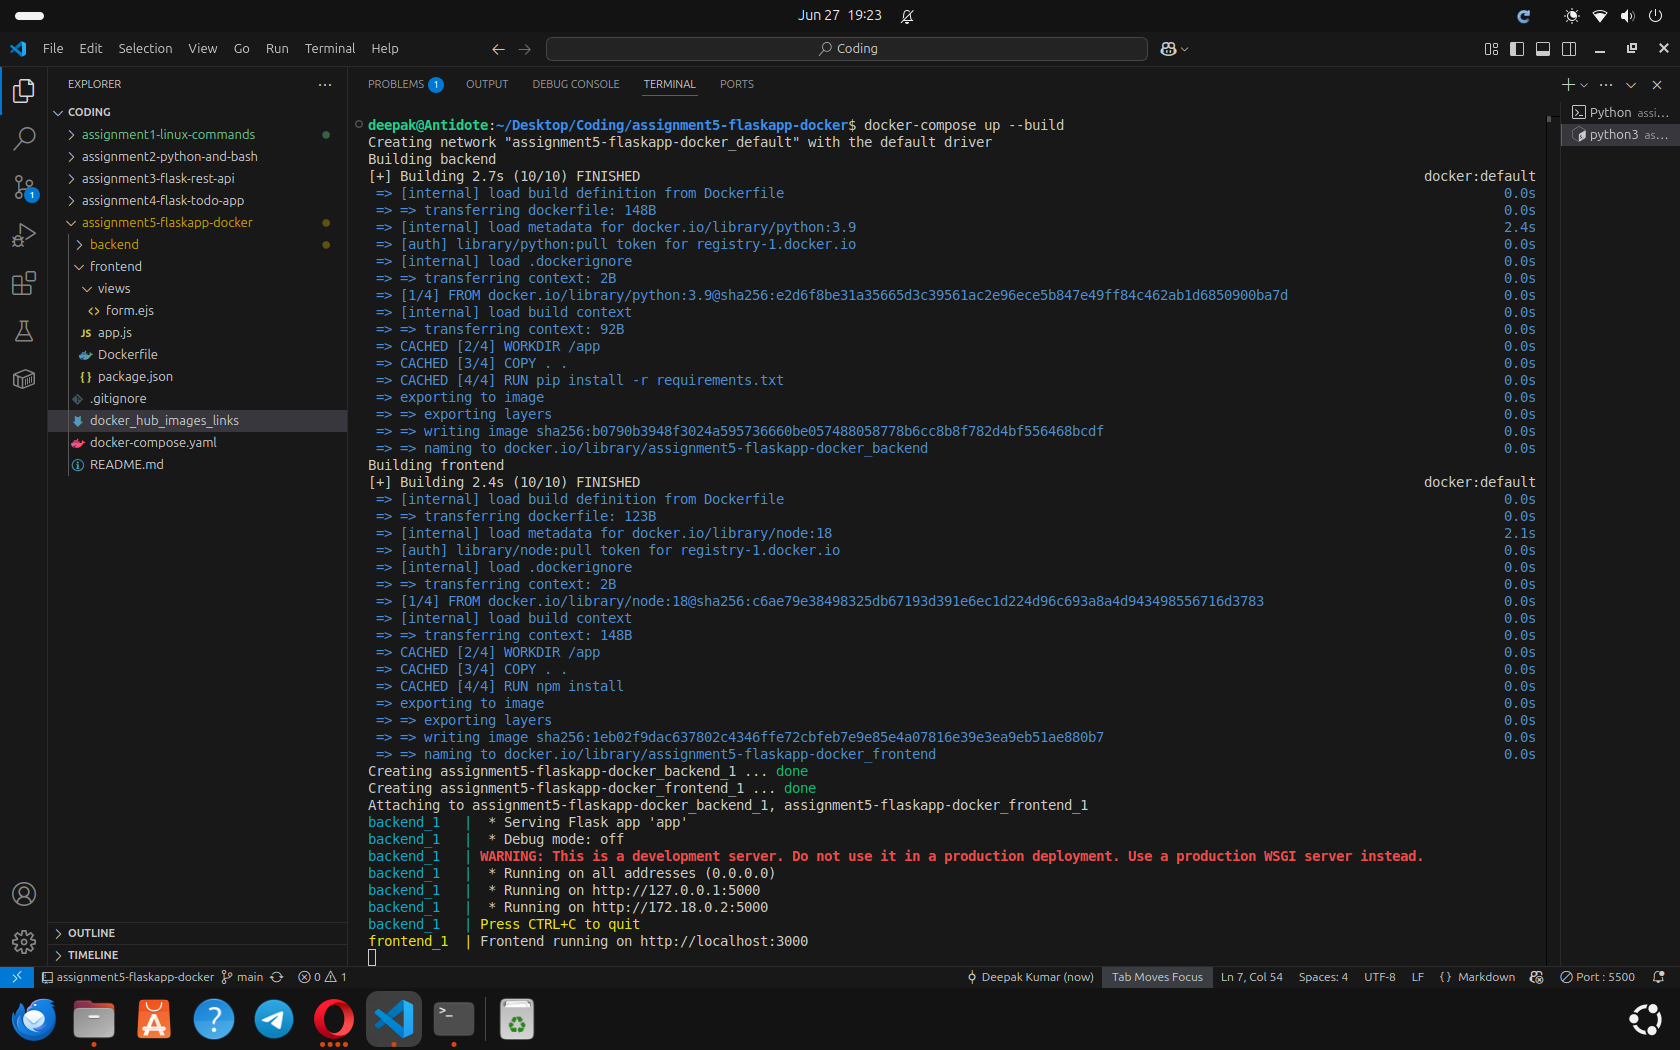 Jun 27 19:23
File Edit Selection View Go Run Terminal Help
Coding
EXPLORER
CODING
assignment1-linux-commands
assignment2-python-and-bash
assignment3-flask-rest-api
assignment4-flask-todo-app
assignment5-flaskapp-docker
backend
frontend
views
<> form.ejs
JS app.js
Dockerfile
{} package.json
.gitignore
docker_hub_images_links
docker-compose.yaml
README.md
OUTLINE
TIMELINE
1
PROBLEMS 1 OUTPUT DEBUG CONSOLE TERMINAL PORTS
Python assi...
python3 as...
deepak@Antidote:~/Desktop/Coding/assignment5-flaskapp-docker$ docker-compose up --build
Creating network "assignment5-flaskapp-docker_default" with the default driver
Building backend
[+] Building 2.7s (10/10) FINISHED docker:default
=> [internal] load build definition from Dockerfile 0.0s
=> => transferring dockerfile: 148B 0.0s
=> [internal] load metadata for docker.io/library/python:3.9 2.4s
=> [auth] library/python:pull token for registry-1.docker.io 0.0s
=> [internal] load .dockerignore 0.0s
=> => transferring context: 2B 0.0s
=> [1/4] FROM docker.io/library/python:3.9@sha256:e2d6f8be31a35665d3c39561ac2e96ece5b847e49ff84c462ab1d6850900ba7d 0.0s
=> [internal] load build context 0.0s
=> => transferring context: 92B 0.0s
=> CACHED [2/4] WORKDIR /app 0.0s
=> CACHED [3/4] COPY . . 0.0s
=> CACHED [4/4] RUN pip install -r requirements.txt 0.0s
=> exporting to image 0.0s
=> => exporting layers 0.0s
=> => writing image sha256:b0790b3948f3024a595736660be057488058778b6cc8b8f782d4bf556468bcdf 0.0s
=> => naming to docker.io/library/assignment5-flaskapp-docker_backend 0.0s
Building frontend
[+] Building 2.4s (10/10) FINISHED docker:default
=> [internal] load build definition from Dockerfile 0.0s
=> => transferring dockerfile: 123B 0.0s
=> [internal] load metadata for docker.io/library/node:18 2.1s
=> [auth] library/node:pull token for registry-1.docker.io 0.0s
=> [internal] load .dockerignore 0.0s
=> => transferring context: 2B 0.0s
=> [1/4] FROM docker.io/library/node:18@sha256:c6ae79e38498325db67193d391e6ec1d224d96c693a8a4d943498556716d3783 0.0s
=> [internal] load build context 0.0s
=> => transferring context: 148B 0.0s
=> CACHED [2/4] WORKDIR /app 0.0s
=> CACHED [3/4] COPY . . 0.0s
=> CACHED [4/4] RUN npm install 0.0s
=> exporting to image 0.0s
=> => exporting layers 0.0s
=> => writing image sha256:1eb02f9dac637802c4346ffe72cbfeb7e9e85e4a07816e39e3ea9eb51ae880b7 0.0s
=> => naming to docker.io/library/assignment5-flaskapp-docker_frontend 0.0s
Creating assignment5-flaskapp-docker_backend_1 ... done
Creating assignment5-flaskapp-docker_frontend_1 ... done
Attaching to assignment5-flaskapp-docker_backend_1, assignment5-flaskapp-docker_frontend_1
backend_1 | * Serving Flask app 'app'
backend_1 | * Debug mode: off
backend_1 | WARNING: This is a development server. Do not use it in a production deployment. Use a production WSGI server instead.
backend_1 | * Running on all addresses (0.0.0.0)
backend_1 | * Running on http://127.0.0.1:5000
backend_1 | * Running on http://172.18.0.2:5000
backend_1 | Press CTRL+C to quit
frontend_1 | Frontend running on http://localhost:3000
assignment5-flaskapp-docker main 0 1 Deepak Kumar (now) Tab Moves Focus Ln 7, Col 54 Spaces: 4 UTF-8 LF {} Markdown Port : 5500